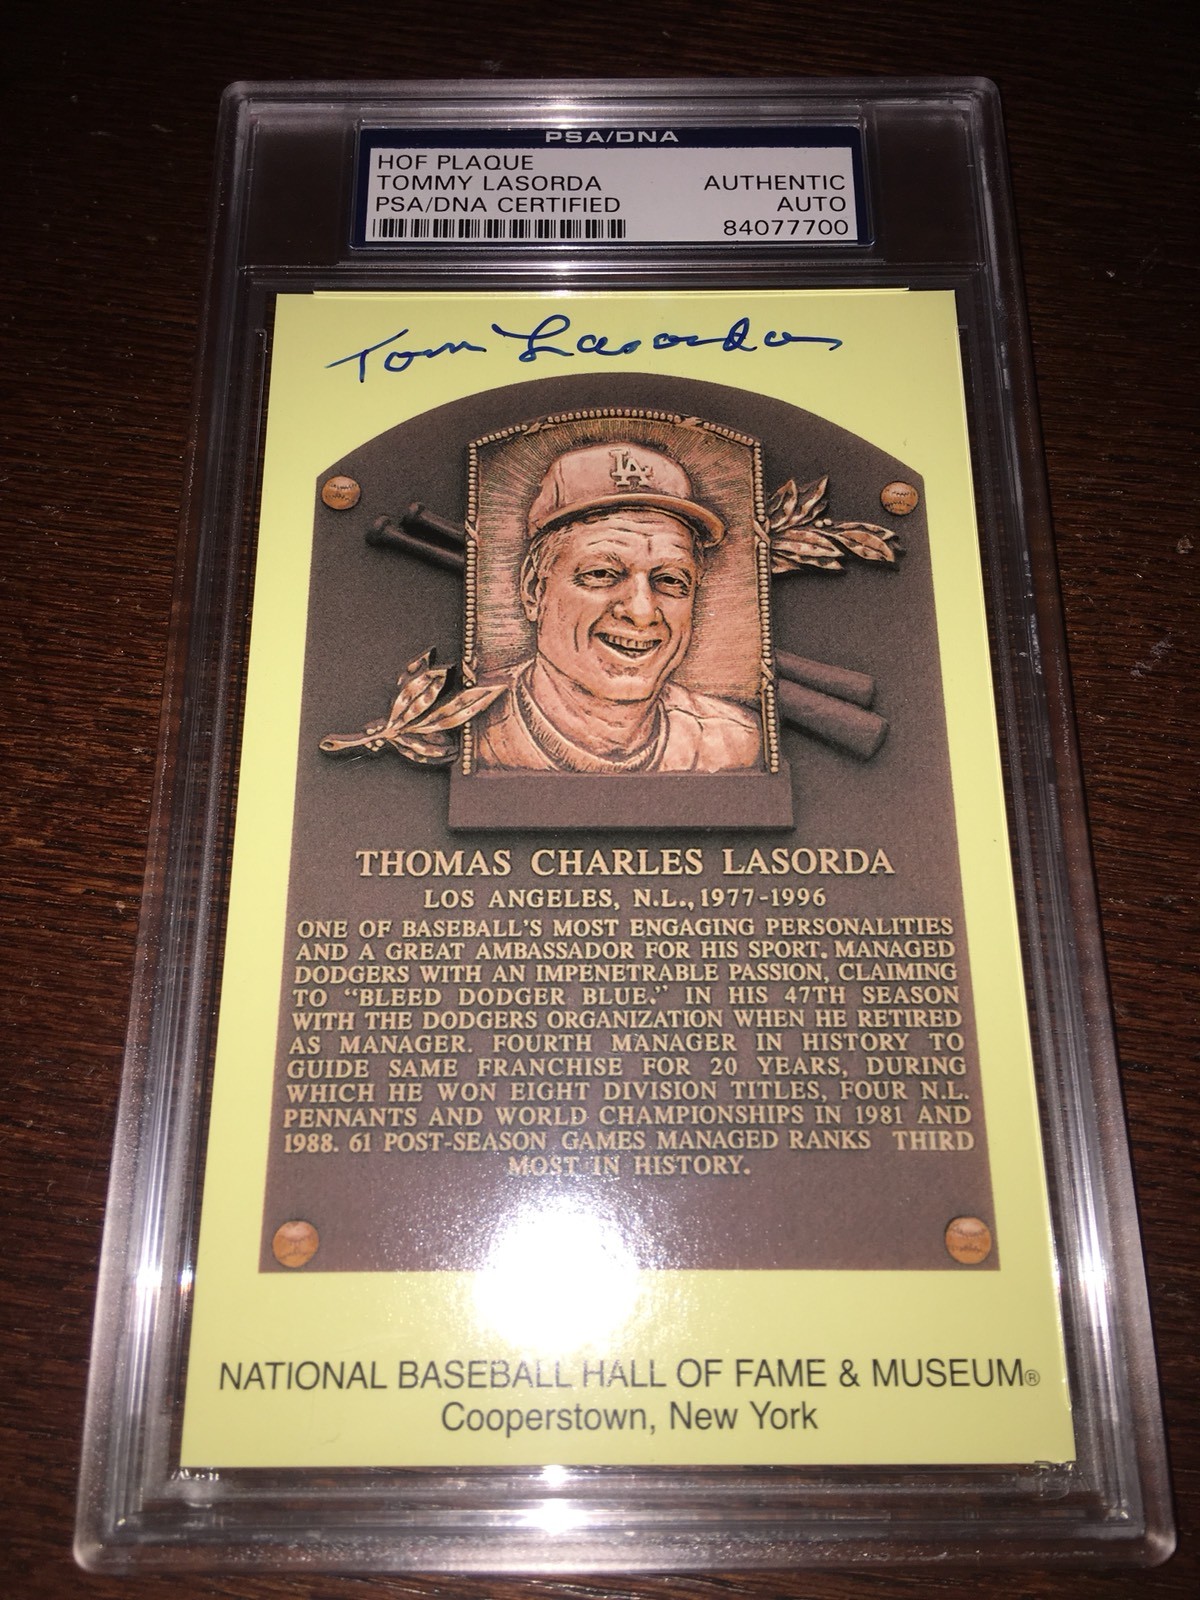 PSA/DNA
HOF PLAQUE
TOMMY LASORDA
PSA/DNA CERTIFIED
AUTHENTIC
AUTO
84077700
Tom Lasorda
LA
THOMAS CHARLES LASORDA
LOS ANGELES, N.L., 1977-1996
ONE OF BASEBALL'S MOST ENGAGING PERSONALITIES
AND A GREAT AMBASSADOR FOR HIS SPORT. MANAGED
DODGERS WITH AN IMPENETRABLE PASSION, CLAIMING
TO "BLEED DODGER BLUE." IN HIS 47TH SEASON
WITH THE DODGERS ORGANIZATION WHEN HE RETIRED
AS MANAGER. FOURTH MANAGER IN HISTORY TO
GUIDE SAME FRANCHISE FOR 20 YEARS, DURING
WHICH HE WON EIGHT DIVISION TITLES, FOUR N.L.
PENNANTS AND WORLD CHAMPIONSHIPS IN 1981 AND
1988. 61 POST-SEASON GAMES MANAGED RANKS THIRD
MOST IN HISTORY.
NATIONAL BASEBALL HALL OF FAME & MUSEUM®
Cooperstown, New York